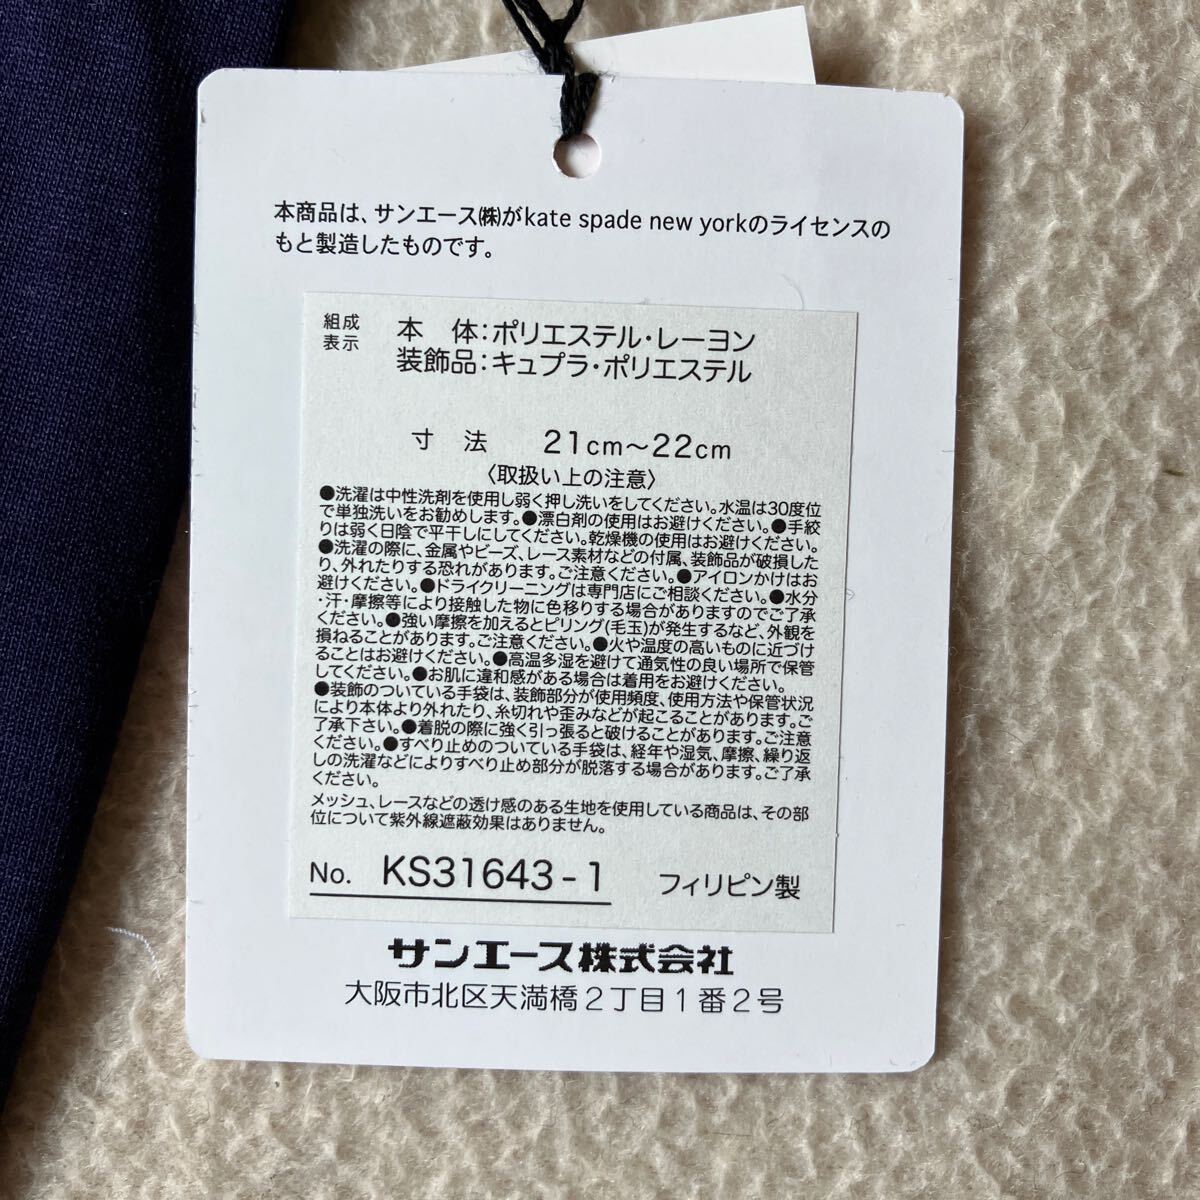 本商品は、サンエース㈱がkate spade new yorkのライセンスの
もと製造したものです。
組成
表示
本 体：ポリエステル・レーヨン
装飾品：キュプラ・ポリエステル
寸 法 21cm～22cm
〈取扱い上の注意〉
●洗濯は中性洗剤を使用し弱く押し洗いをしてください。水温は30度位
で単独洗いをお勧めします。●漂白剤の使用はお避けください。●手絞
りは弱く日陰で平干しにしてください。乾燥機の使用はお避けください。
●洗濯の際に、金属やビーズ、レース素材などの付属、装飾品が破損した
り、外れたりする恐れがあります。ご注意ください。●アイロンかけはお
避けください。●ドライクリーニングは専門店にご相談ください。●水分
・汗・摩擦等により接触した物に色移りする場合がありますのでご了承
ください。●強い摩擦を加えるとピリング(毛玉)が発生するなど、外観を
損ねることがあります。ご注意ください。●火や温度の高いものに近づけ
ることはお避けください。●高温多湿を避けて通気性の良い場所で保管
してください。●お肌に違和感がある場合は着用をお避けください。
●装飾のついている手袋は、装飾部分が使用頻度、使用方法や保管状況
により本体より外れたり、糸切れや歪みなどが起こることがあります。ご
了承下さい。●着脱の際に強く引っ張ると破けることがあります。ご注意
ください。●すべり止めのついている手袋は、経年や湿気、摩擦、繰り返
しの洗濯などによりすべり止め部分が脱落する場合があります。ご了承
ください。
メッシュ、レースなどの透け感のある生地を使用している商品は、その部
位について紫外線遮蔽効果はありません。
No. KS31643-1 フィリピン製
サンエース株式会社
大阪市北区天満橋2丁目1番2号